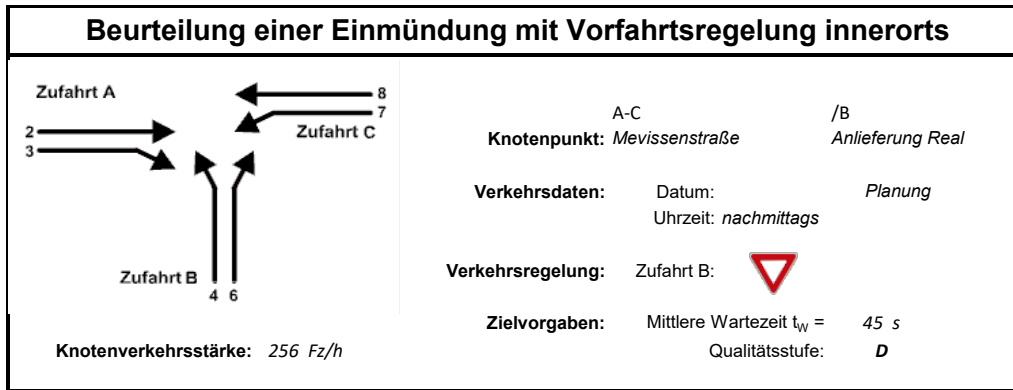 Beurteilung einer Einmündung mit Vorfahrtsregelung innerorts
Zufahrt A
8
7
Zufahrt C
2
3
Zufahrt B
4 6
Knotenverkehrsstärke: 256 Fz/h
A-C /B
Knotenpunkt: Mevissenstraße Anlieferung Real
Verkehrsdaten: Datum: Planung
Uhrzeit: nachmittags
Verkehrsregelung: Zufahrt B:
Zielvorgaben: Mittlere Wartezeit tW = 45 s
Qualitätsstufe: D